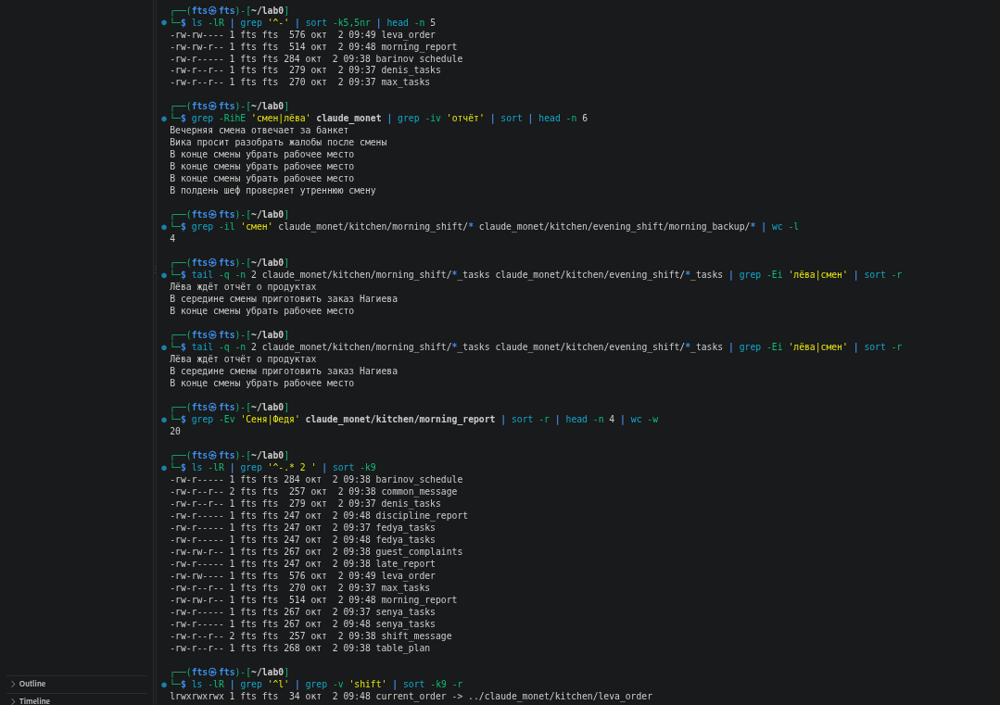 ┌──(fts㉿fts)-[~/lab0]
└─$ ls -lR | grep '^-' | sort -k5,5nr | head -n 5
-rw-rw---- 1 fts fts  576 окт  2 09:49 leva_order
-rw-rw-r-- 1 fts fts  514 окт  2 09:48 morning_report
-rw-r----- 1 fts fts 284 окт  2 09:38 barinov schedule
-rw-r--r-- 1 fts fts  279 окт  2 09:37 denis_tasks
-rw-r--r-- 1 fts fts  270 окт  2 09:37 max_tasks
┌──(fts㉿fts)-[~/lab0]
└─$ grep -RihE 'смен|лёва' claude_monet | grep -iv 'отчёт' | sort | head -n 6
Вечерняя смена отвечает за банкет
Вика просит разобрать жалобы после смены
В конце смены убрать рабочее место
В конце смены убрать рабочее место
В конце смены убрать рабочее место
В полдень шеф проверяет утреннюю смену
┌──(fts㉿fts)-[~/lab0]
└─$ grep -il 'смен' claude_monet/kitchen/morning_shift/* claude_monet/kitchen/evening_shift/morning_backup/* | wc -l
4
┌──(fts㉿fts)-[~/lab0]
└─$ tail -q -n 2 claude_monet/kitchen/morning_shift/*_tasks claude_monet/kitchen/evening_shift/*_tasks | grep -Ei 'лёва|смен' | sort -r
Лёва ждёт отчёт о продуктах
В середине смены приготовить заказ Нагиева
В конце смены убрать рабочее место
┌──(fts㉿fts)-[~/lab0]
└─$ tail -q -n 2 claude_monet/kitchen/morning_shift/*_tasks claude_monet/kitchen/evening_shift/*_tasks | grep -Ei 'лёва|смен' | sort -r
Лёва ждёт отчёт о продуктах
В середине смены приготовить заказ Нагиева
В конце смены убрать рабочее место
┌──(fts㉿fts)-[~/lab0]
└─$ grep -Ev 'Сеня|Федя' claude_monet/kitchen/morning_report | sort -r | head -n 4 | wc -w
20
┌──(fts㉿fts)-[~/lab0]
└─$ ls -lR | grep '^-.* 2 ' | sort -k9
-rw-r----- 1 fts fts 284 окт  2 09:38 barinov_schedule
-rw-r--r-- 2 fts fts  257 окт  2 09:38 common_message
-rw-r--r-- 1 fts fts  279 окт  2 09:37 denis_tasks
-rw-r----- 1 fts fts 247 окт  2 09:48 discipline_report
-rw-r----- 1 fts fts 247 окт  2 09:37 fedya_tasks
-rw-r----- 1 fts fts 247 окт  2 09:48 fedya_tasks
-rw-rw-r-- 1 fts fts 267 окт  2 09:38 guest_complaints
-rw-r----- 1 fts fts 247 окт  2 09:38 late_report
-rw-rw---- 1 fts fts  576 окт  2 09:49 leva_order
-rw-r--r-- 1 fts fts  270 окт  2 09:37 max_tasks
-rw-rw-r-- 1 fts fts  514 окт  2 09:48 morning_report
-rw-r----- 1 fts fts 267 окт  2 09:37 senya_tasks
-rw-r----- 1 fts fts 267 окт  2 09:48 senya_tasks
-rw-r--r-- 2 fts fts  257 окт  2 09:38 shift_message
-rw-r----- 1 fts fts  268 окт  2 09:38 table_plan
┌──(fts㉿fts)-[~/lab0]
└─$ ls -lR | grep '^l' | grep -v 'shift' | sort -k9 -r
lrwxrwxrwx 1 fts fts  34 окт  2 09:48 current_order -> ../claude_monet/kitchen/leva_order
Outline
Timeline